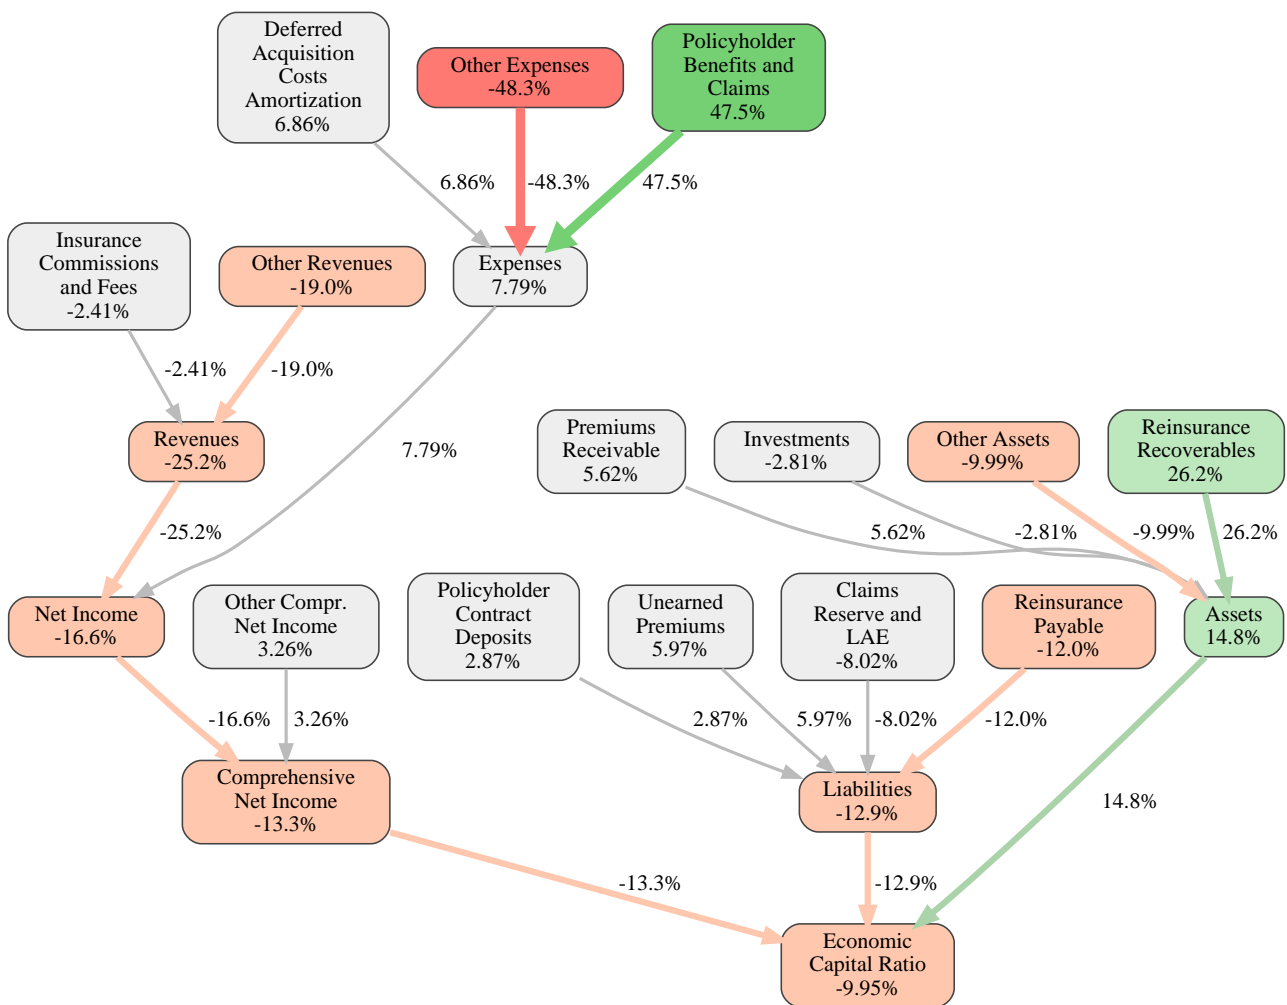 Deferred
Acquisition
Costs
Amortization
6.86%
Other Expenses
-48.3%
Policyholder
Benefits and
Claims
47.5%
6.86%
-48.3%
47.5%
Insurance
Commissions
and Fees
-2.41%
Other Revenues
-19.0%
Expenses
7.79%
-2.41%
-19.0%
7.79%
Revenues
-25.2%
Premiums
Receivable
5.62%
Investments
-2.81%
Other Assets
-9.99%
Reinsurance
Recoverables
26.2%
-25.2%
5.62%
-2.81%
-9.99%
26.2%
Net Income
-16.6%
Other Compr.
Net Income
3.26%
Policyholder
Contract
Deposits
2.87%
Unearned
Premiums
5.97%
Claims
Reserve and
LAE
-8.02%
Reinsurance
Payable
-12.0%
Assets
14.8%
-16.6%
3.26%
2.87%
5.97%
-8.02%
-12.0%
14.8%
Comprehensive
Net Income
-13.3%
Liabilities
-12.9%
-13.3%
-12.9%
Economic
Capital Ratio
-9.95%